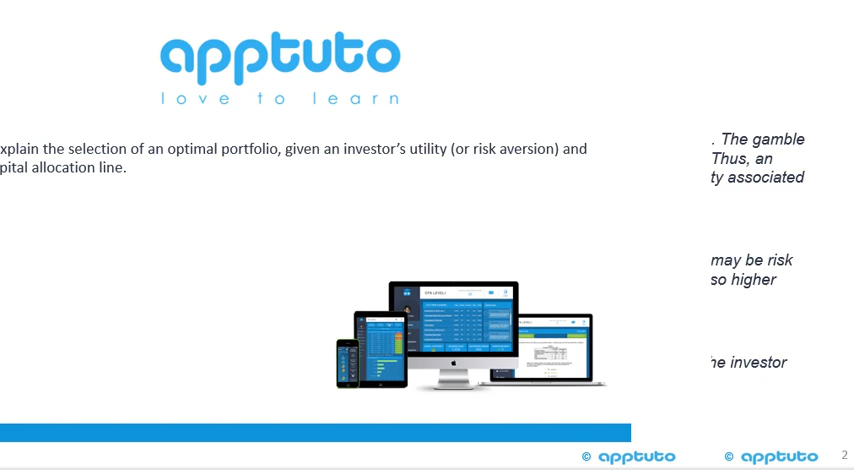 apptuto
love to learn
xplain the selection of an optimal portfolio, given an investor's utility (or risk aversion) and
pital allocation line.
. The gamble
Thus, an
ty associated
may be risk
so higher
he investor
© apptuto
© apptuto
2